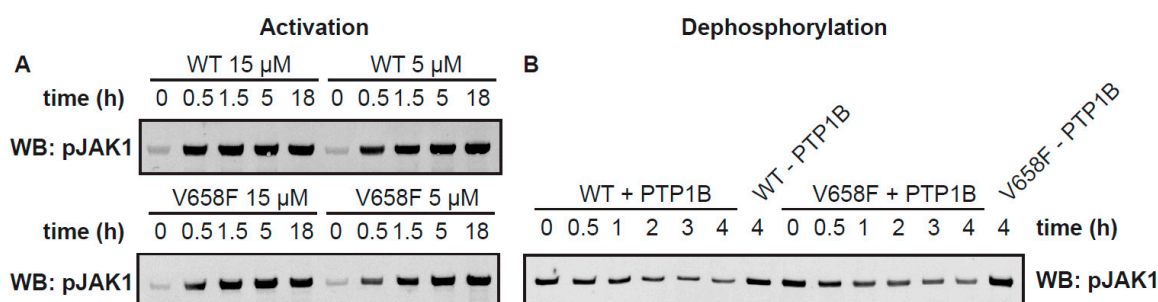 Activation
Dephosphorylation
A
WT 15 μM WT 5 μM
time (h) 0 0.5 1.5 5 18 0 0.5 1.5 5 18
WB: pJAK1
V658F 15 μM V658F 5 μM
time (h) 0 0.5 1.5 5 18 0 0.5 1.5 5 18
WB: pJAK1
B
WT + PTP1B WT - PTP1B V658F + PTP1B V658F - PTP1B
0 0.5 1 2 3 4 4 0 0.5 1 2 3 4 4 time (h)
WB: pJAK1